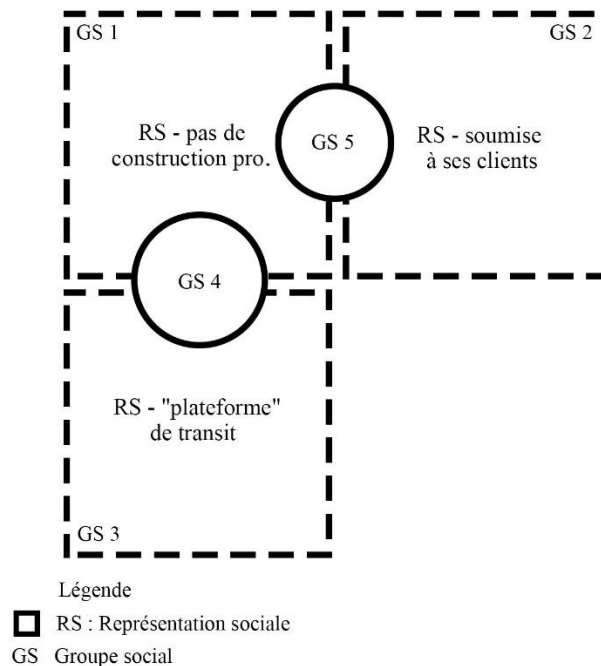 GS 1
GS 2
RS - pas de
construction pro.
GS 5
RS - soumise
à ses clients
GS 4
RS - "plateforme"
de transit
GS 3
Légende
RS : Représentation sociale
GS Groupe social